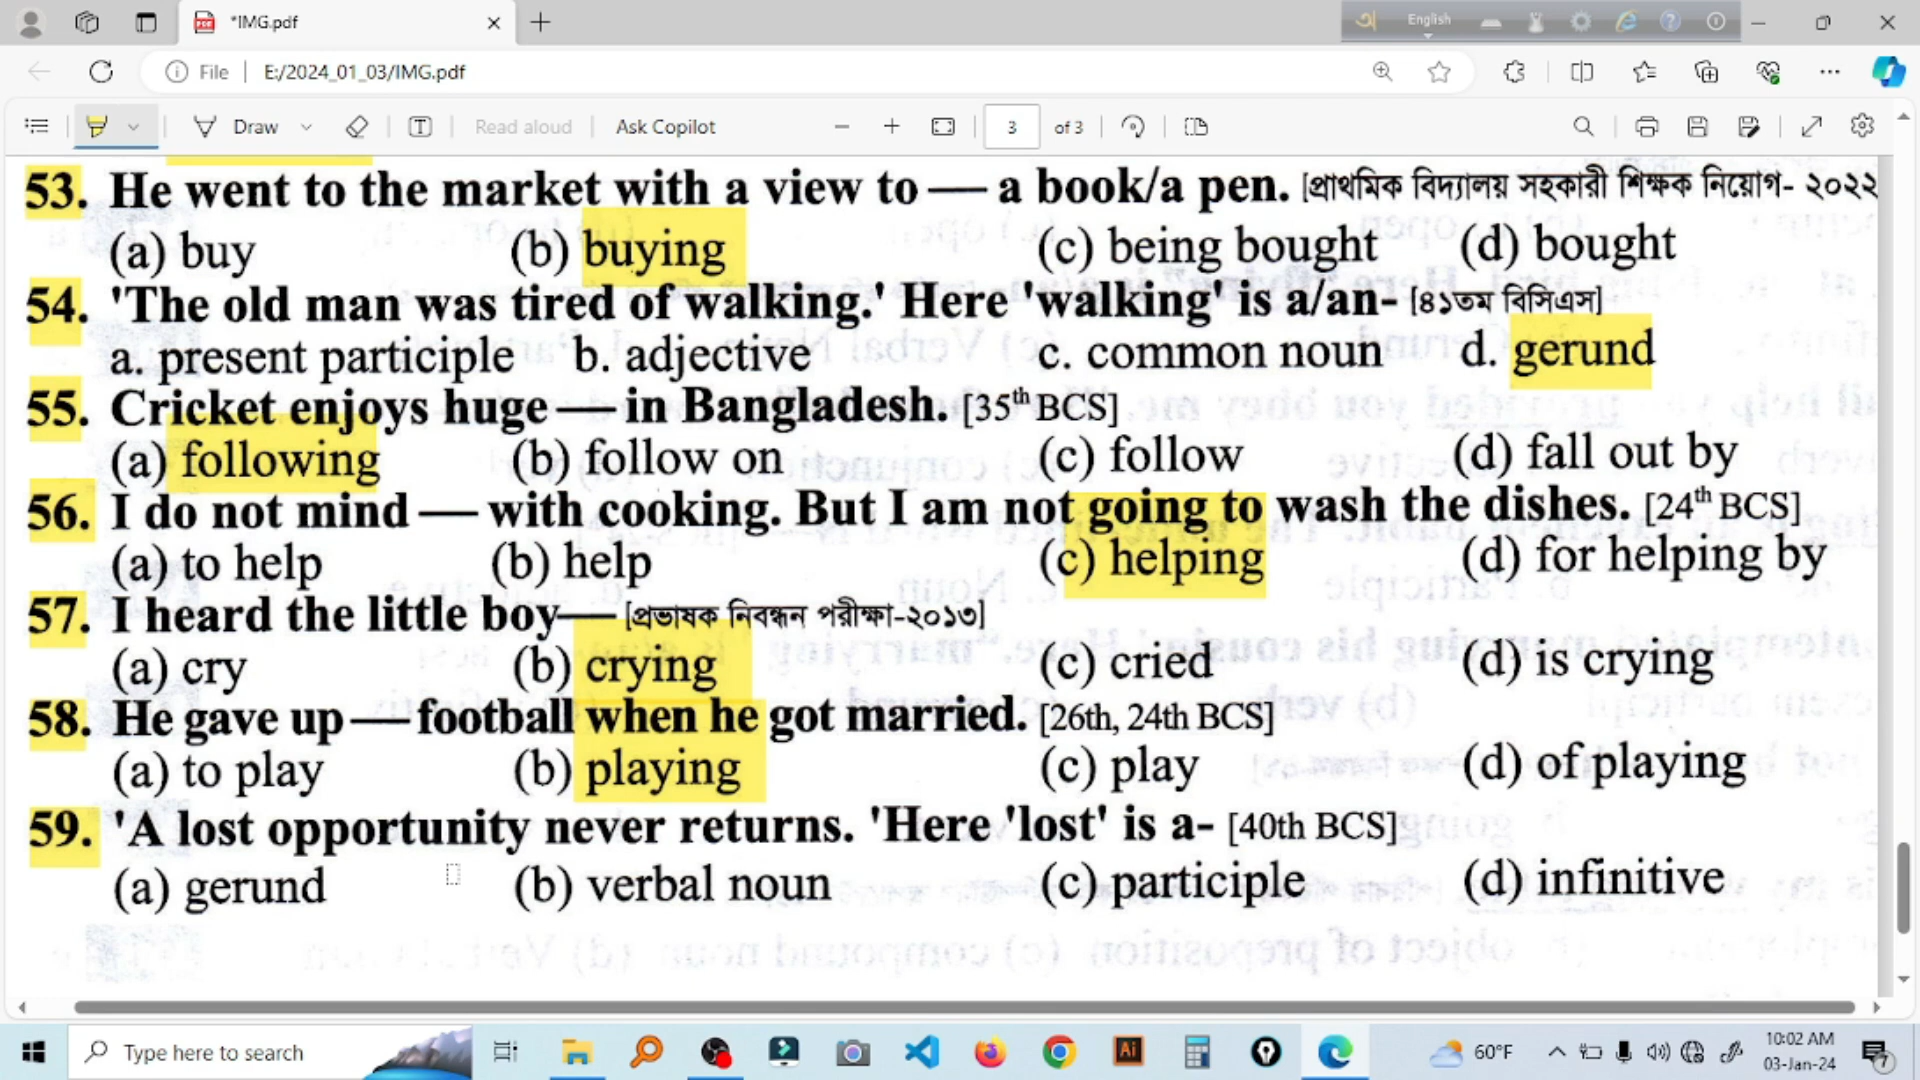 *IMG.pdf
English
File
E:/2024_01_03/IMG.pdf
Draw
Read aloud
Ask Copilot
3
of 3
53. He went to the market with a view to — a book/a pen. [প্রাথমিক বিদ্যালয় সহকারী শিক্ষক নিয়োগ- ২০২২
(a) buy (b) buying (c) being bought (d) bought
54. 'The old man was tired of walking.' Here 'walking' is a/an- [৪১তম বিসিএস]
a. present participle b. adjective c. common noun d. gerund
55. Cricket enjoys huge — in Bangladesh. [35th BCS]
(a) following (b) follow on (c) follow (d) fall out by
56. I do not mind — with cooking. But I am not going to wash the dishes. [24th BCS]
(a) to help (b) help (c) helping (d) for helping by
57. I heard the little boy— [প্রভাষক নিবন্ধন পরীক্ষা-২০১৩]
(a) cry (b) crying (c) cried (d) is crying
58. He gave up — football when he got married. [26th, 24th BCS]
(a) to play (b) playing (c) play (d) of playing
59. 'A lost opportunity never returns. 'Here 'lost' is a- [40th BCS]
(a) gerund (b) verbal noun (c) participle (d) infinitive
Type here to search
Ai
60°F
10:02 AM
03-Jan-24
7